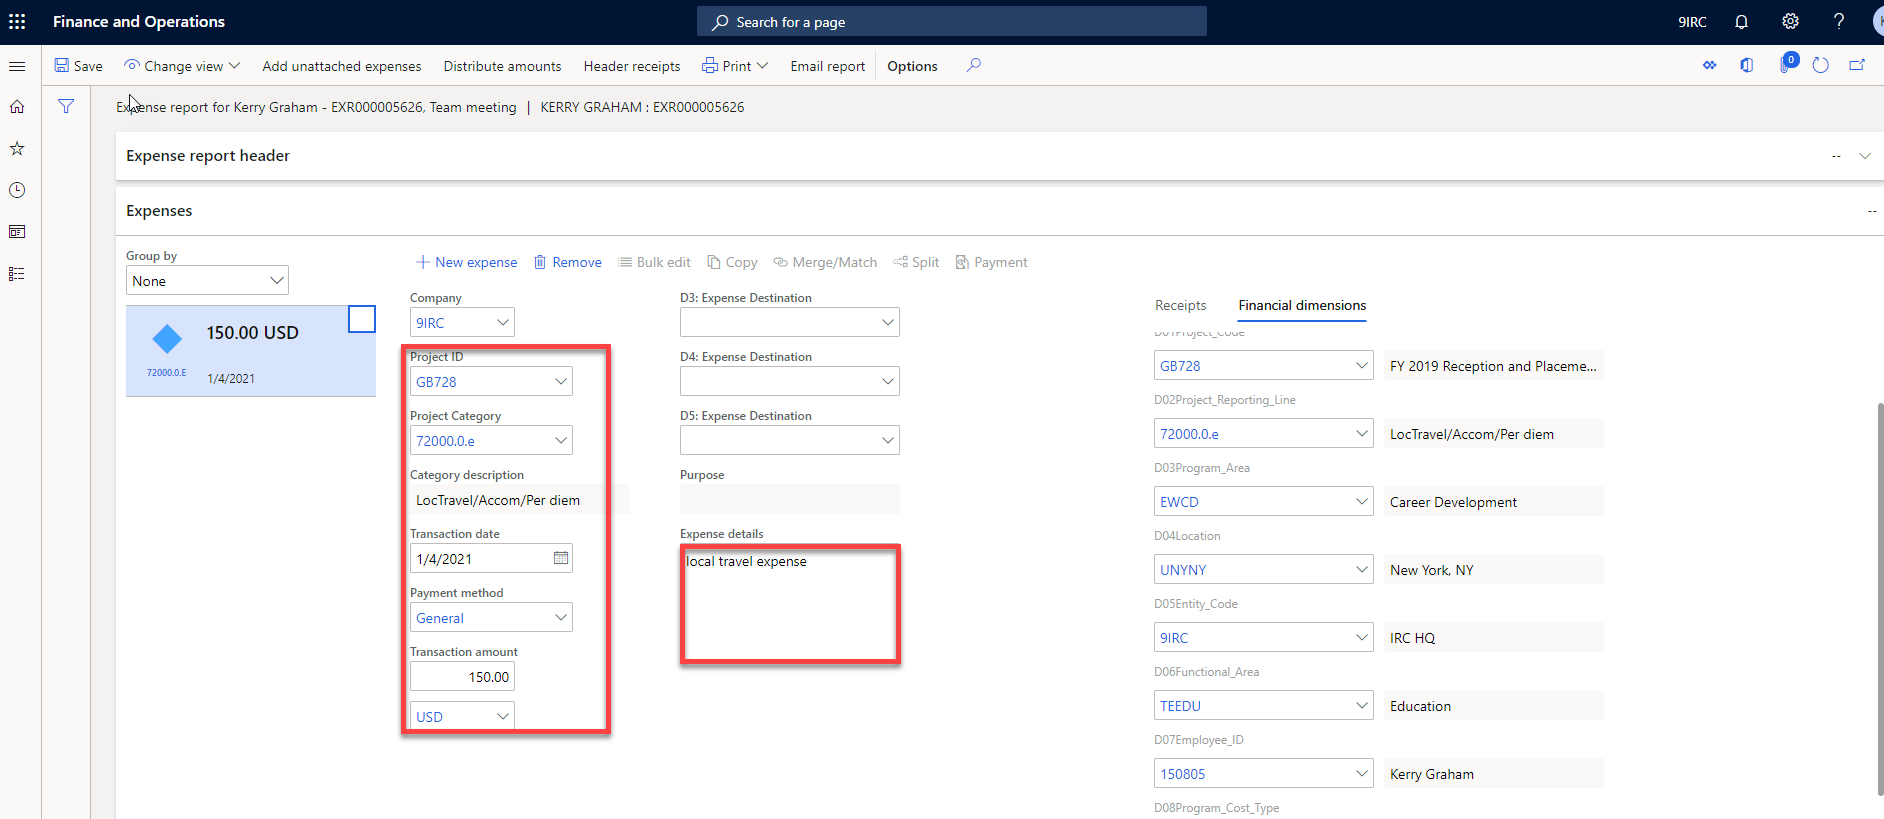 Finance and Operations
Search for a page
9IRC
Save
Change view
Add unattached expenses
Distribute amounts
Header receipts
Print
Email report
Options
0
Expense report for Kerry Graham - EXR000005626, Team meeting | KERRY GRAHAM : EXR000005626
Expense report header
--
Expenses
--
Group by
None
150.00 USD
72000.0.E
1/4/2021
New expense
Remove
Bulk edit
Copy
Merge/Match
Split
Payment
Company
9IRC
Project ID
GB728
Project Category
72000.0.e
Category description
LocTravel/Accom/Per diem
Transaction date
1/4/2021
Payment method
General
Transaction amount
150.00
USD
D3: Expense Destination
D4: Expense Destination
D5: Expense Destination
Purpose
Expense details
local travel expense
Receipts
Financial dimensions
D01Project_Code
GB728
FY 2019 Reception and Placeme...
D02Project_Reporting_Line
72000.0.e
LocTravel/Accom/Per diem
D03Program_Area
EWCD
Career Development
D04Location
UNYNY
New York, NY
D05Entity_Code
9IRC
IRC HQ
D06Functional_Area
TEEDU
Education
D07Employee_ID
150805
Kerry Graham
D08Program_Cost_Type